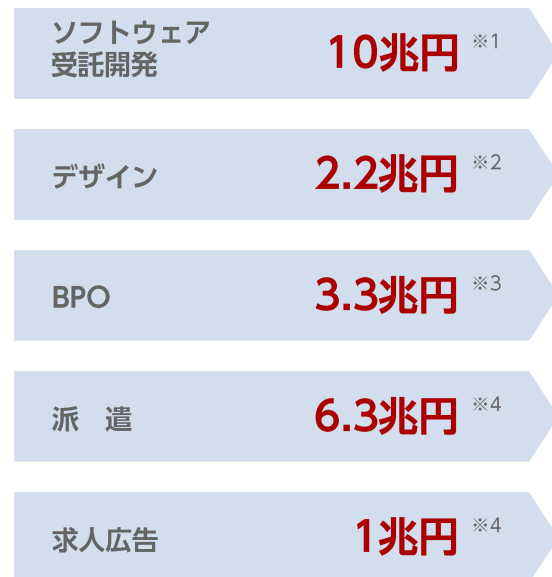 ソフトウェア
受託開発
10兆円 ※1
デザイン 2.2兆円 ※2
BPO 3.3兆円 ※3
派　遣 6.3兆円 ※4
求人広告 1兆円 ※4